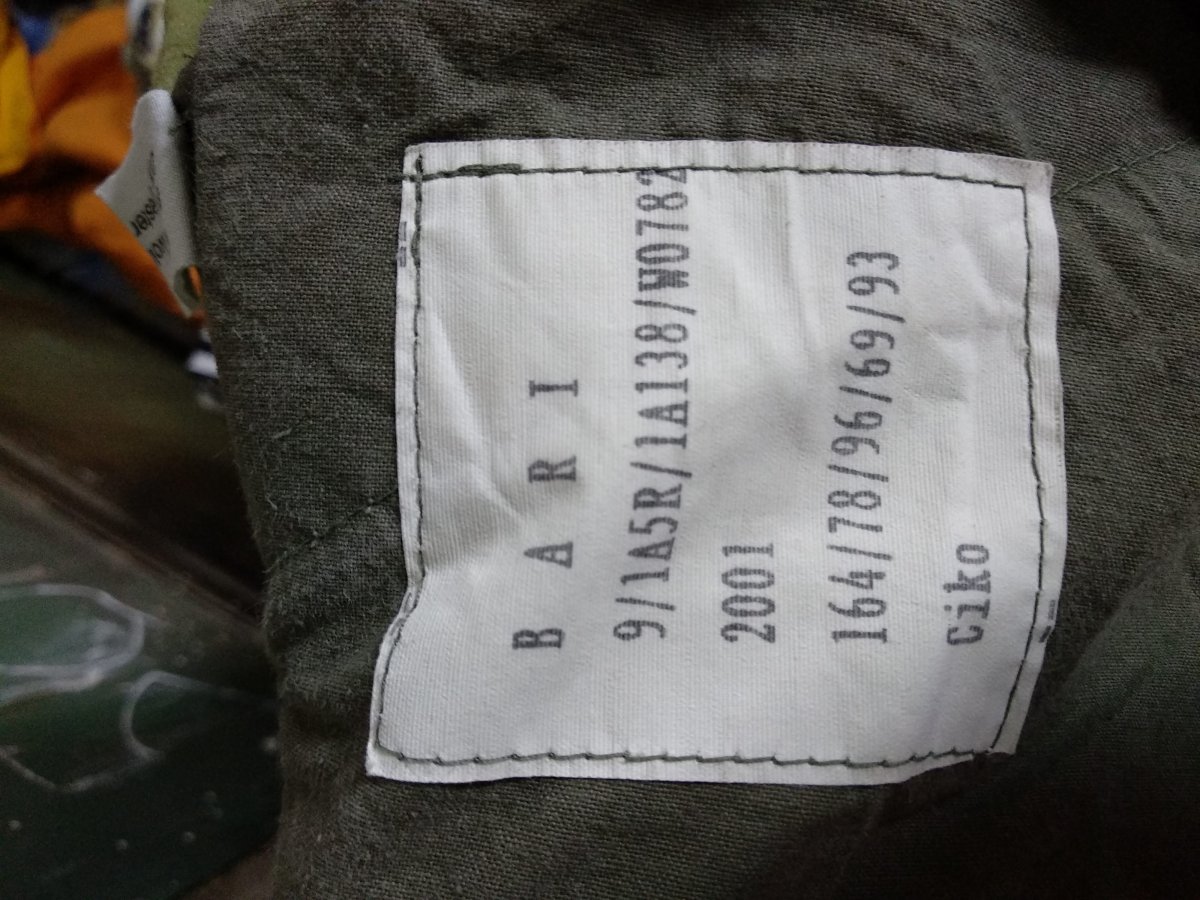 B A R I
9/1A5R/1A138/W0782
2001
164/78/96/69/93
Ciko